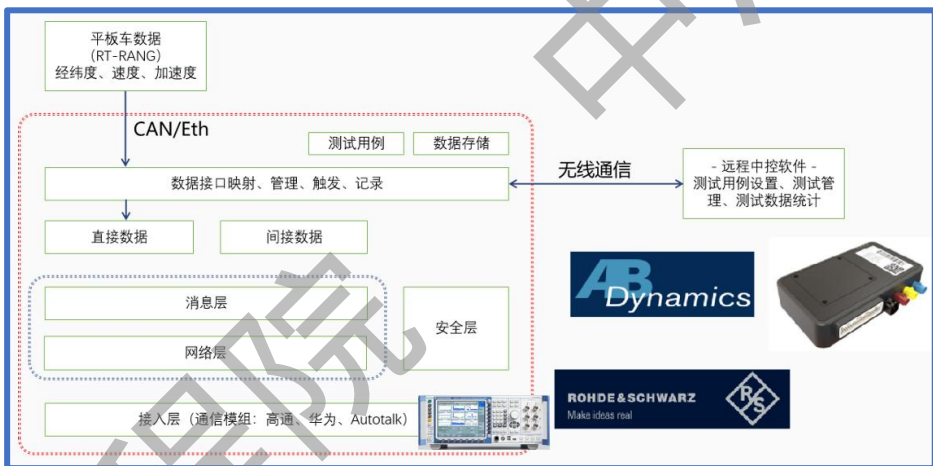 平板车数据
(RT-RANG)
经纬度、速度、加速度
CAN/Eth
测试用例
数据存储
数据接口映射、管理、触发、记录
无线通信
- 远程中控软件 -
测试用例设置、测试管
理、测试数据统计
直接数据
间接数据
消息层
网络层
安全层
接入层（通信模组：高通、华为、Autotalk）
AB
Dynamics
ROHDE&SCHWARZ
Make ideas real
R&S
程院